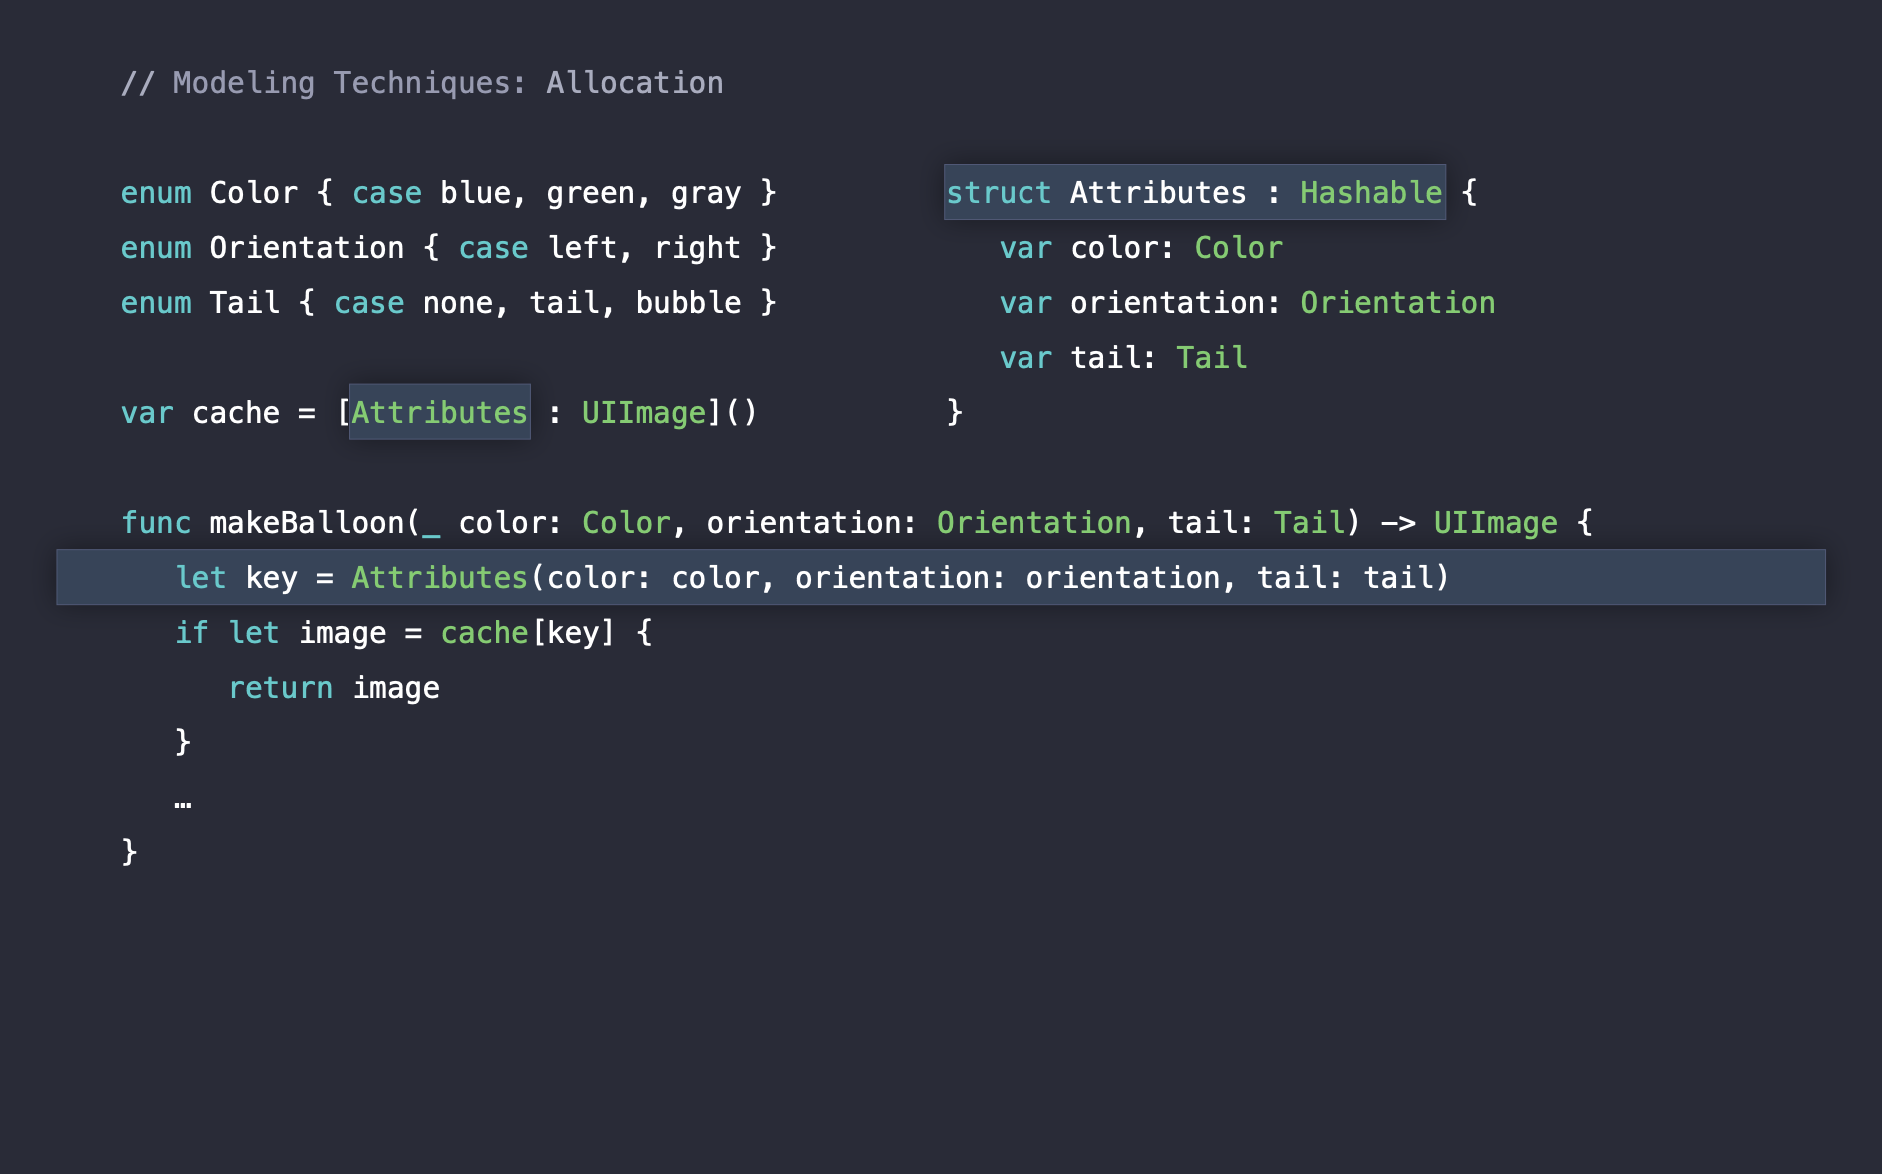 // Modeling Techniques: Allocation
enum Color { case blue, green, gray }
enum Orientation { case left, right }
enum Tail { case none, tail, bubble }
var cache = [Attributes : UIImage]()
struct Attributes : Hashable {
var color: Color
var orientation: Orientation
var tail: Tail
}
func makeBalloon(_ color: Color, orientation: Orientation, tail: Tail) -> UIImage {
let key = Attributes(color: color, orientation: orientation, tail: tail)
if let image = cache[key] {
return image
}
…
}